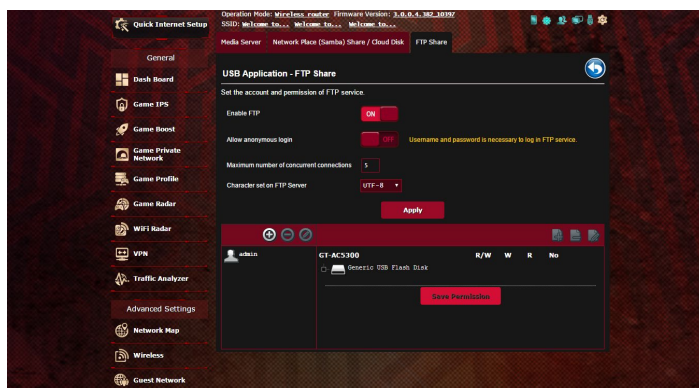 Quick Internet Setup
Operation Mode: Wireless router Firmware Version: 3.0.0.4.382_10397
SSID: Welcome to... Welcome to... Welcome to...
Media Server Network Place (Samba) Share / Cloud Disk FTP Share
General
Dash Board
Game IPS
Game Boost
Game Private
Network
Game Profile
Game Radar
WiFi Radar
VPN
Traffic Analyzer
Advanced Settings
Network Map
Wireless
Guest Network
USB Application - FTP Share
Set the account and permission of FTP service.
Enable FTP ON
Allow anonymous login OFF Username and password is necessary to log in FTP service.
Maximum number of concurrent connections 5
Character set on FTP Server UTF-8
Apply
admin
GT-AC5300 R/W W R No
Generic USB Flash Disk
Save Permission